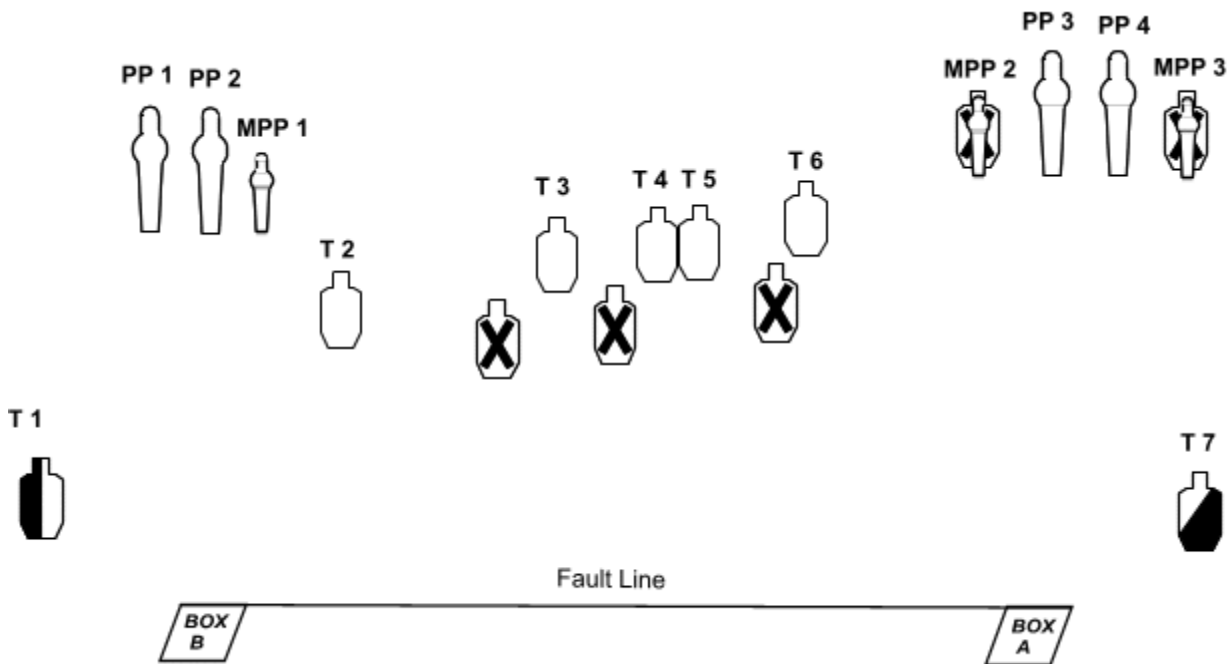 PP 3
PP 4
PP 1
PP 2
MPP 2
MPP 3
MPP 1
T 3
T 4
T 5
T 6
T 2
T 1
T 7
Fault Line
BOX
B
BOX
A